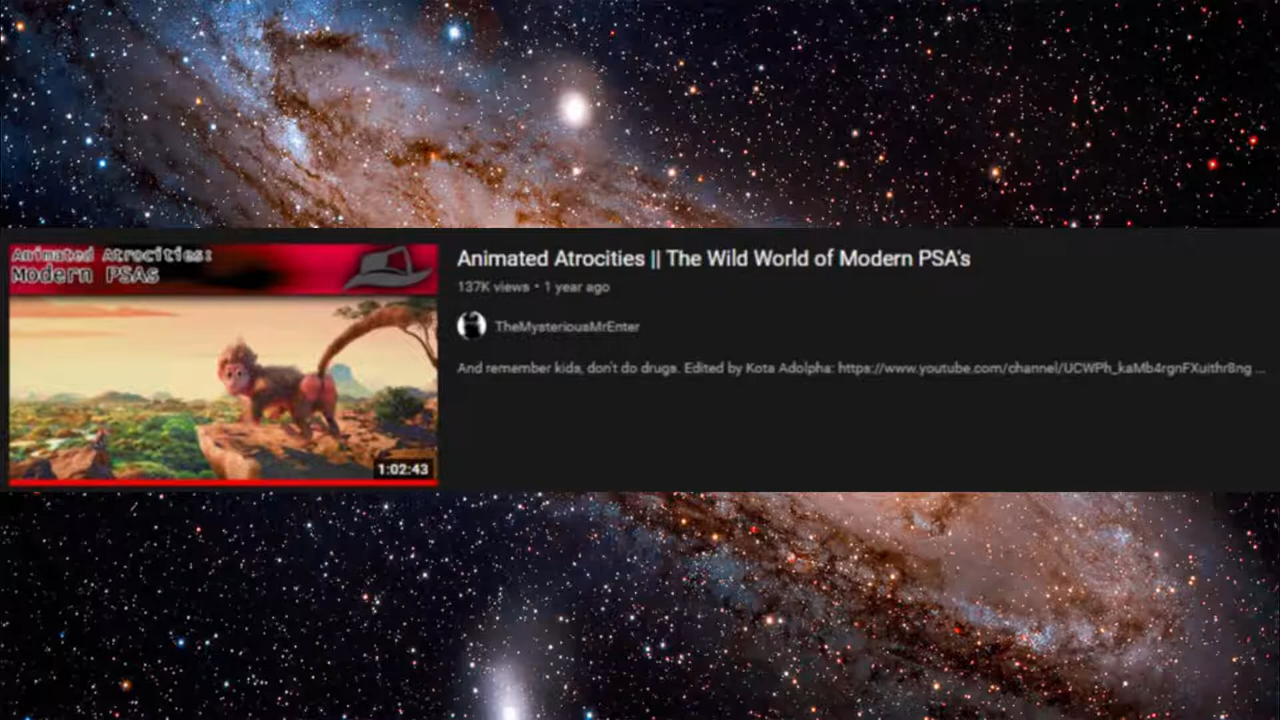 Animated Atrocities:
Modern PSAs
1:02:43
Animated Atrocities || The Wild World of Modern PSA's
137K views • 1 year ago
TheMysteriousMrEnter
And remember kids, don't do drugs. Edited by Kota Adolpha: https://www.youtube.com/channel/UCWPh_kaMb4rgnFXuithr8ng ...